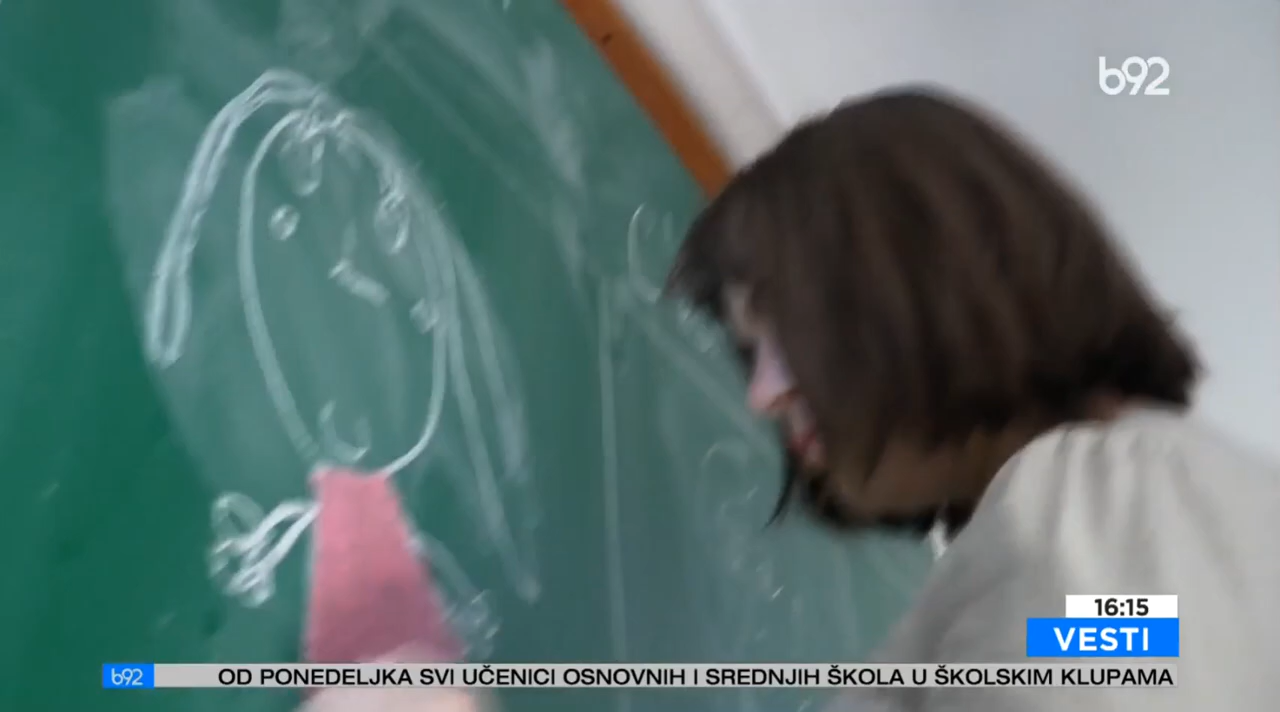 b92
16:15
VESTI
b92 OD PONEDELJKA SVI UČENICI OSNOVNIH I SREDNJIH ŠKOLA U ŠKOLSKIM KLUPAMA